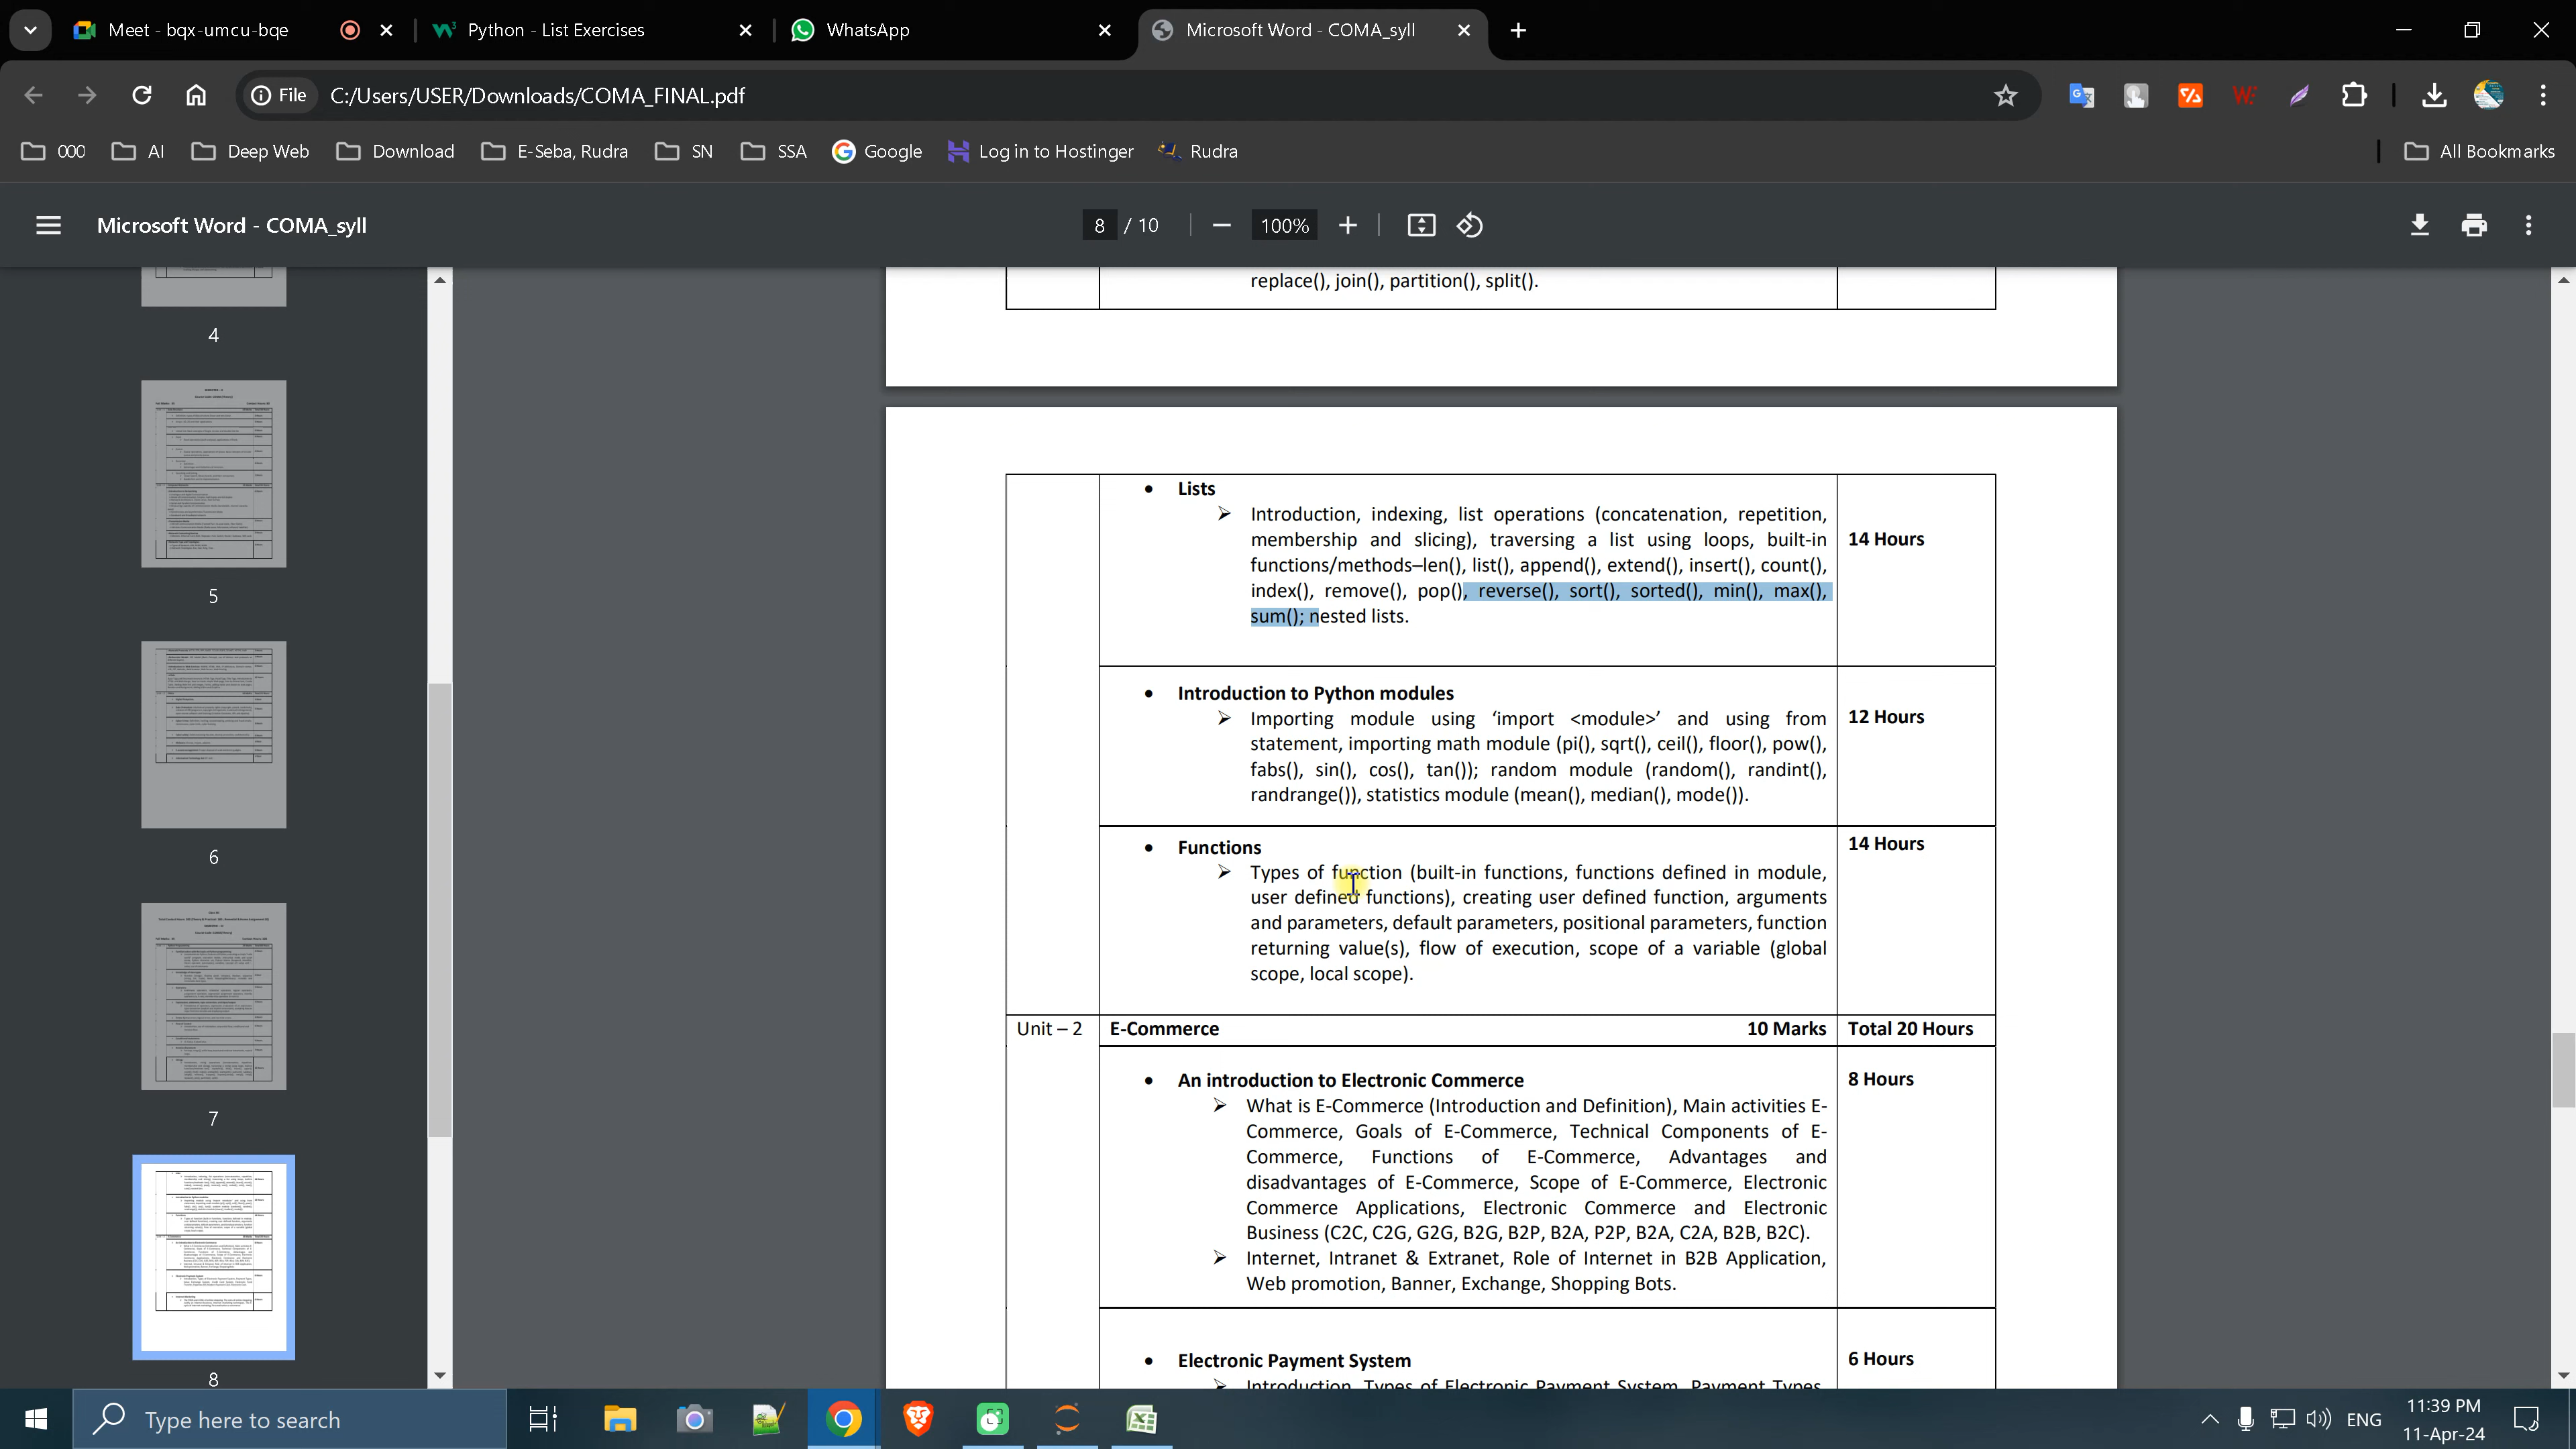 Meet - bqx-umcu-bqe
Python - List Exercises
WhatsApp
Microsoft Word - COMA_syll
File
C:/Users/USER/Downloads/COMA_FINAL.pdf
000
AI
Deep Web
Download
E-Seba, Rudra
SN
SSA
Google
Log in to Hostinger
Rudra
All Bookmarks
Microsoft Word - COMA_syll
8 / 10
100%
4
5
6
7
8
replace(), join(), partition(), split().
• Lists
➢ Introduction, indexing, list operations (concatenation, repetition,
membership and slicing), traversing a list using loops, built-in
functions/methods–len(), list(), append(), extend(), insert(), count(),
index(), remove(), pop(), reverse(), sort(), sorted(), min(), max(),
sum(); nested lists.
14 Hours
• Introduction to Python modules
➢ Importing module using ‘import <module>’ and using from
statement, importing math module (pi(), sqrt(), ceil(), floor(), pow(),
fabs(), sin(), cos(), tan()); random module (random(), randint(),
randrange()), statistics module (mean(), median(), mode()).
12 Hours
• Functions
➢ Types of function (built-in functions, functions defined in module,
user defined functions), creating user defined function, arguments
and parameters, default parameters, positional parameters, function
returning value(s), flow of execution, scope of a variable (global
scope, local scope).
14 Hours
Unit – 2 E-Commerce 10 Marks Total 20 Hours
• An introduction to Electronic Commerce
➢ What is E-Commerce (Introduction and Definition), Main activities E-
Commerce, Goals of E-Commerce, Technical Components of E-
Commerce, Functions of E-Commerce, Advantages and
disadvantages of E-Commerce, Scope of E-Commerce, Electronic
Commerce Applications, Electronic Commerce and Electronic
Business (C2C, C2G, G2G, B2G, B2P, B2A, P2P, B2A, C2A, B2B, B2C).
➢ Internet, Intranet & Extranet, Role of Internet in B2B Application,
Web promotion, Banner, Exchange, Shopping Bots.
8 Hours
• Electronic Payment System
➢ Introduction, Types of Electronic Payment System, Payment Types,
6 Hours
Type here to search
ENG
11:39 PM
11-Apr-24